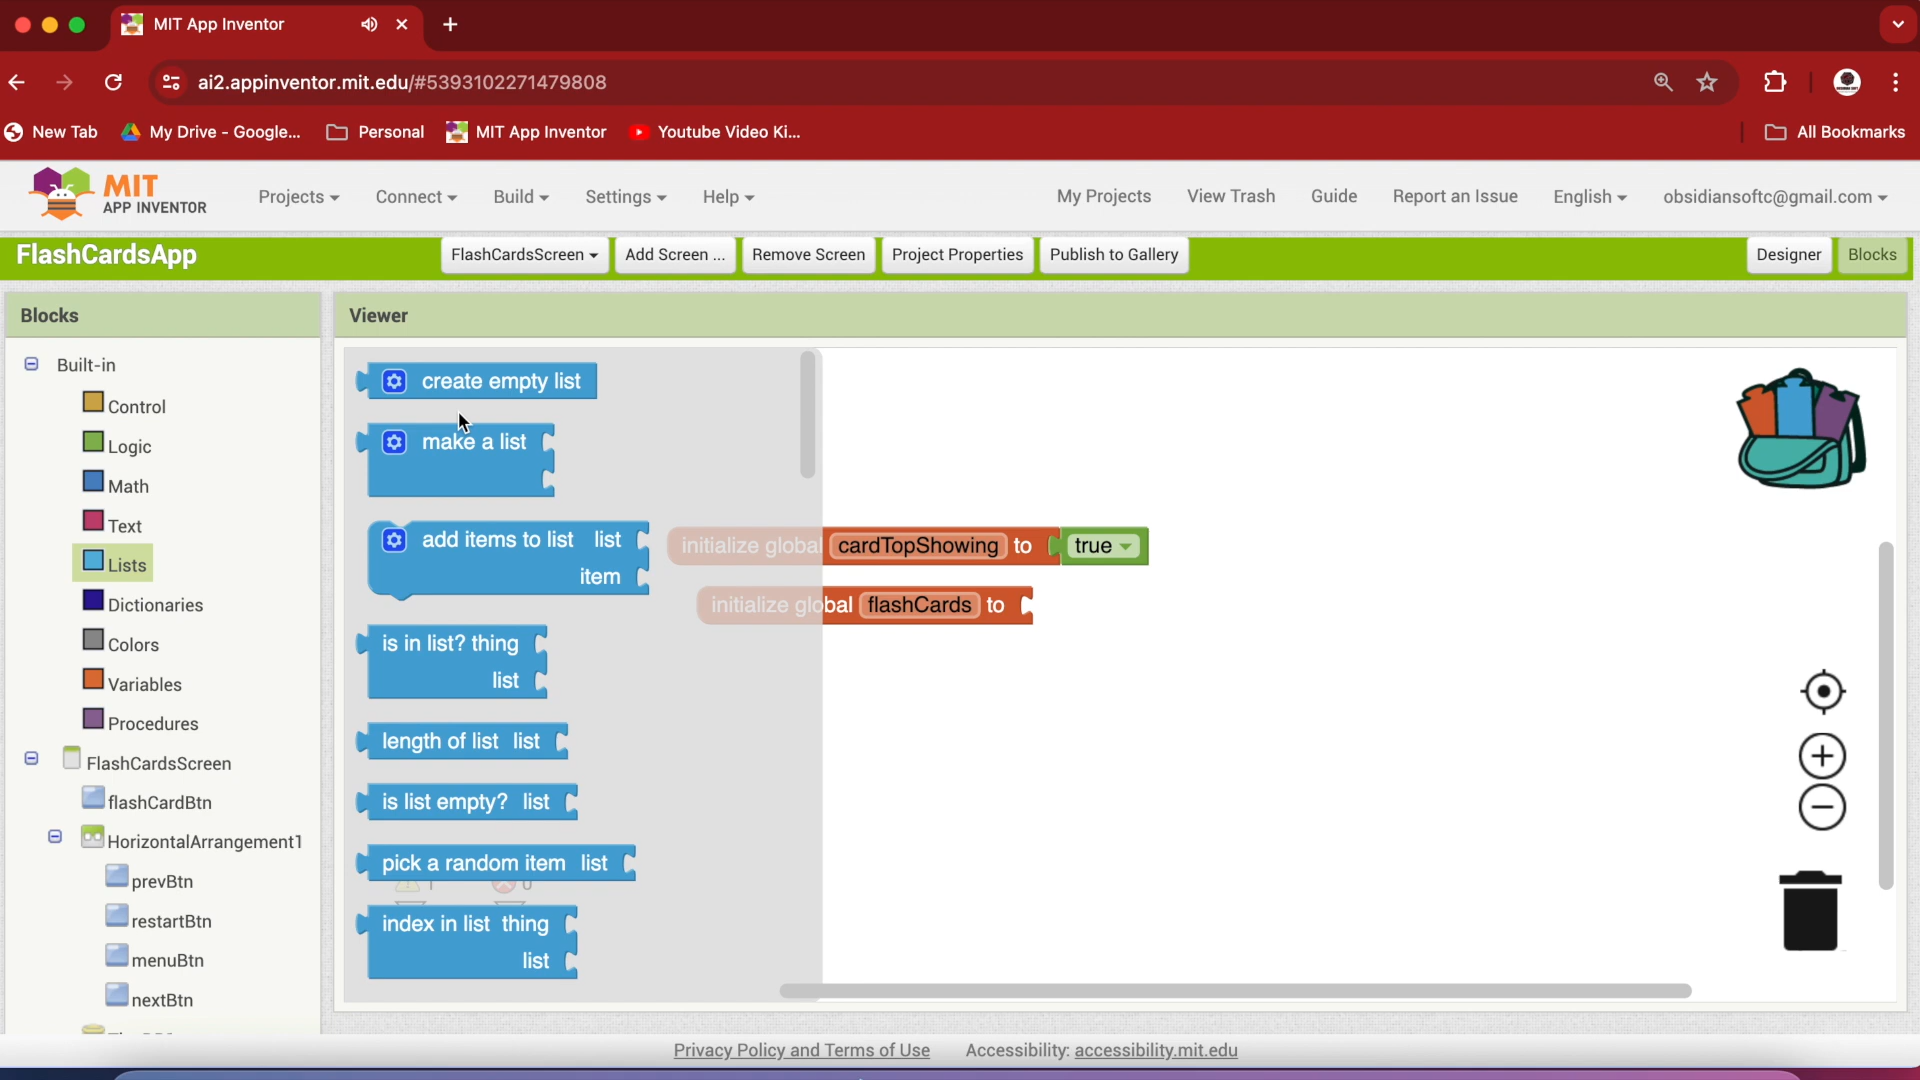 MIT App Inventor
ai2.appinventor.mit.edu/#5393102271479808
New Tab
My Drive - Google...
Personal
MIT App Inventor
Youtube Video Ki...
All Bookmarks
MIT
APP INVENTOR
Projects
Connect
Build
Settings
Help
My Projects
View Trash
Guide
Report an Issue
English
obsidiansoftc@gmail.com
FlashCardsApp
FlashCardsScreen
Add Screen ...
Remove Screen
Project Properties
Publish to Gallery
Designer
Blocks
Blocks
Built-in
Control
Logic
Math
Text
Lists
Dictionaries
Colors
Variables
Procedures
FlashCardsScreen
flashCardBtn
HorizontalArrangement1
prevBtn
restartBtn
menuBtn
nextBtn
Viewer
create empty list
make a list
add items to list list
item
is in list? thing
list
length of list list
is list empty? list
pick a random item list
index in list thing
list
initialize global cardTopShowing to true
initialize global flashCards to
Privacy Policy and Terms of Use
Accessibility: accessibility.mit.edu